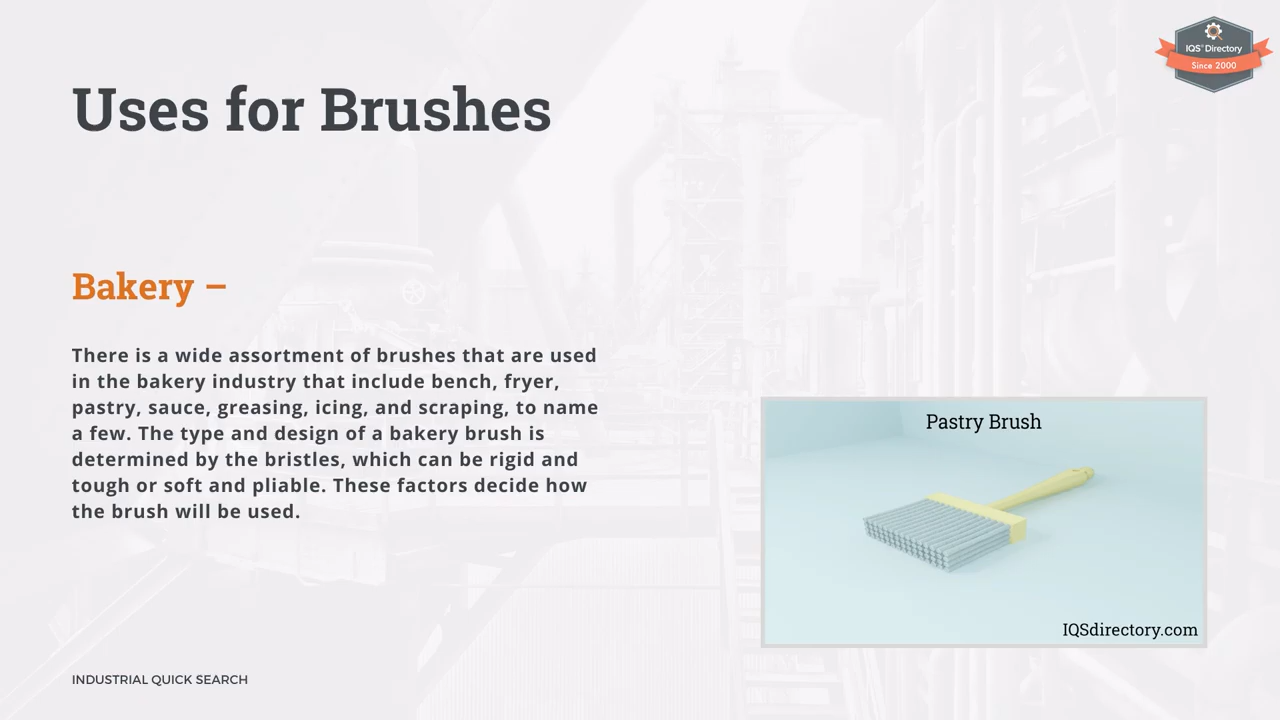 IQS® Directory
Since 2000
Uses for Brushes
Bakery –
There is a wide assortment of brushes that are used
in the bakery industry that include bench, fryer,
pastry, sauce, greasing, icing, and scraping, to name
a few. The type and design of a bakery brush is
determined by the bristles, which can be rigid and
tough or soft and pliable. These factors decide how
the brush will be used.
Pastry Brush
IQSdirectory.com
INDUSTRIAL QUICK SEARCH